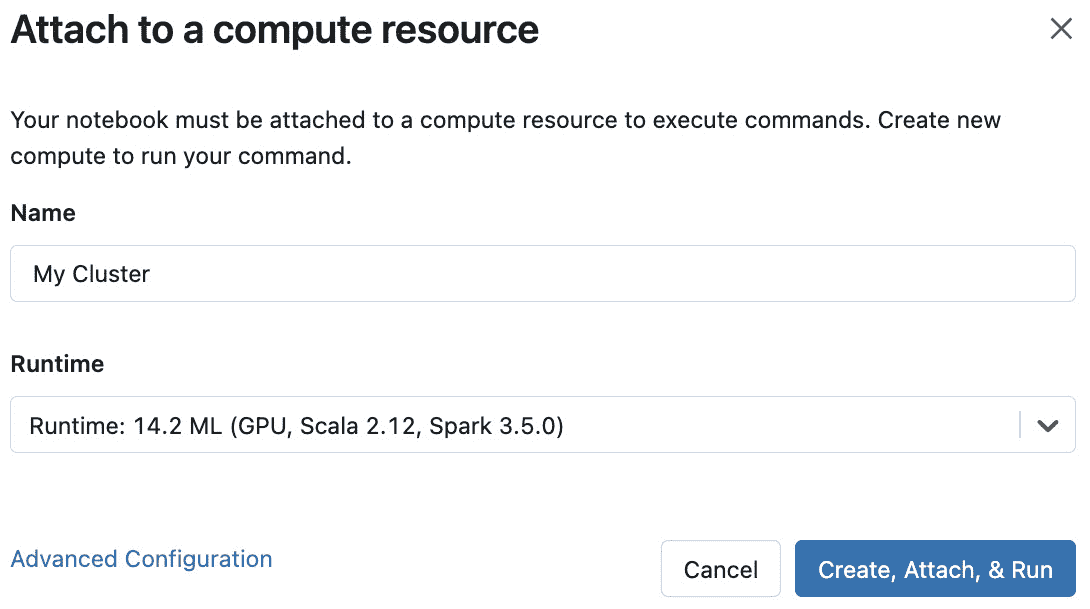 Attach to a compute resource
Your notebook must be attached to a compute resource to execute commands. Create new
compute to run your command.
Name
My Cluster
Runtime
Runtime: 14.2 ML (GPU, Scala 2.12, Spark 3.5.0)
Advanced Configuration
Cancel
Create, Attach, & Run